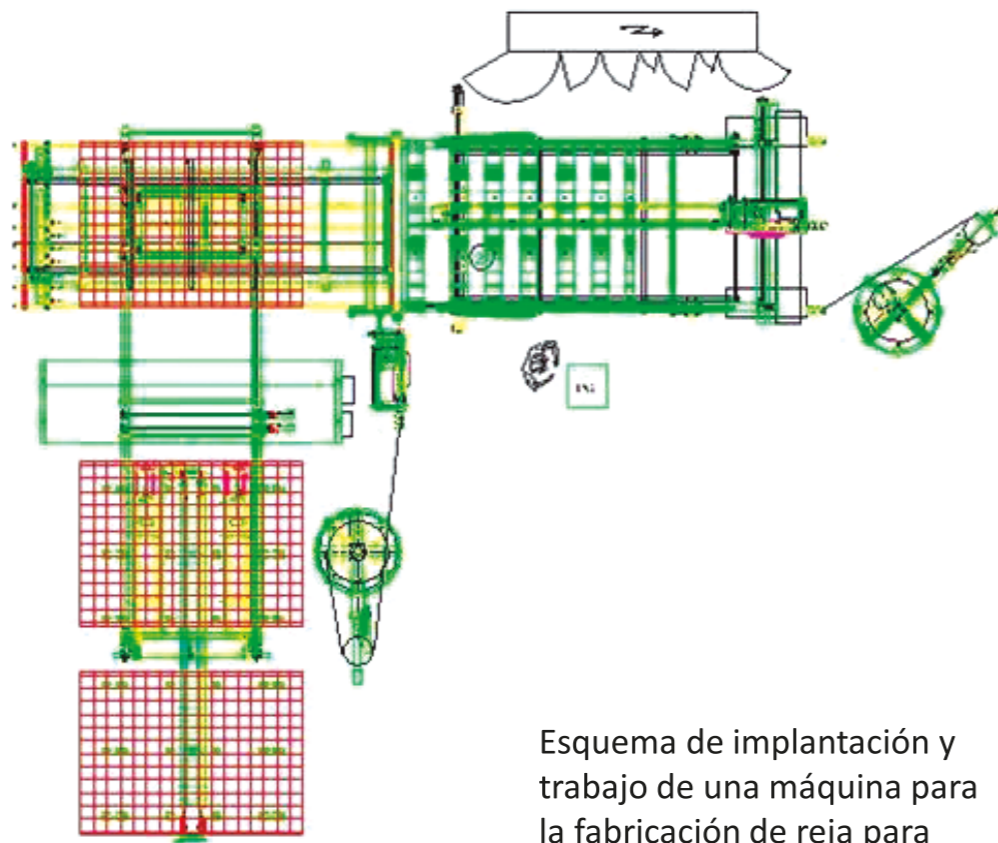 Esquema de implantación y
trabajo de una máquina para
la fabricación de reja para